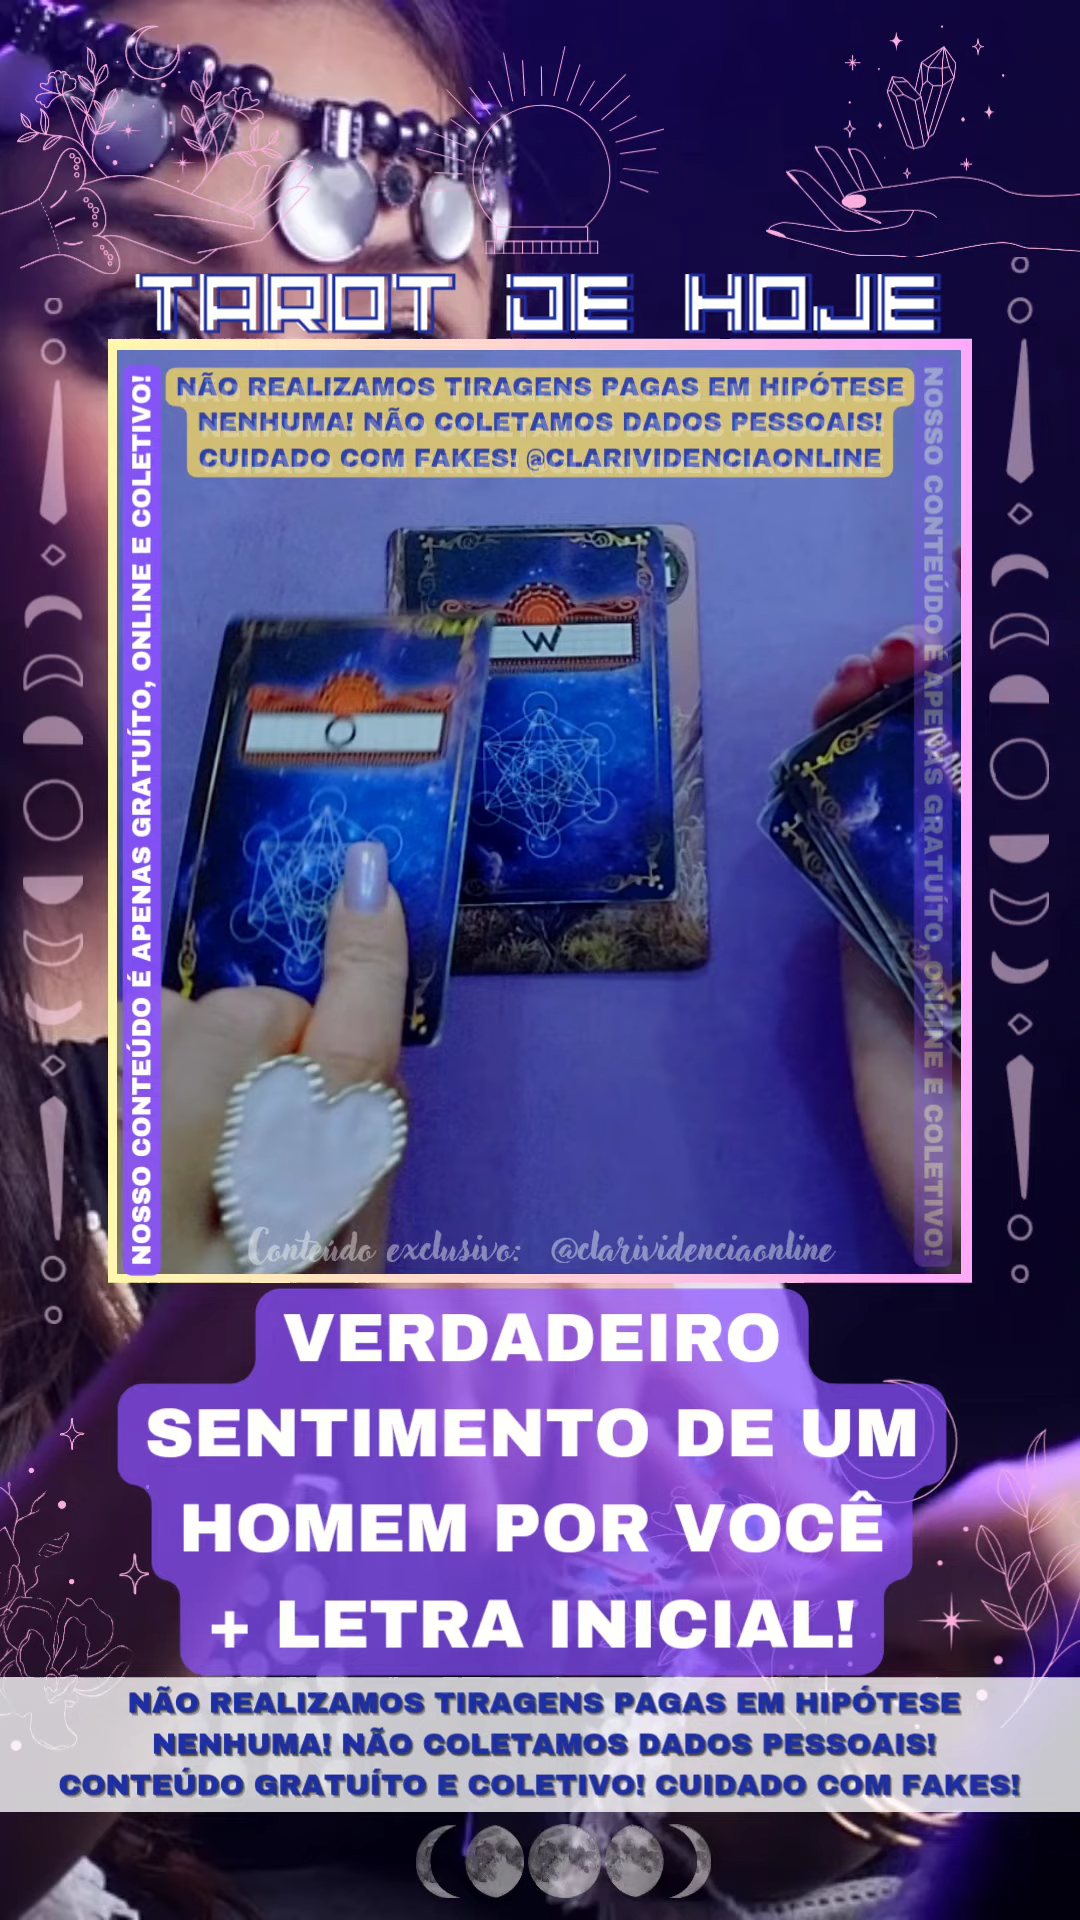 TAROT DE HOJE
NÃO REALIZAMOS TIRAGENS PAGAS EM HIPÓTESE
NENHUMA! NÃO COLETAMOS DADOS PESSOAIS!
CUIDADO COM FAKES! @CLARIVIDENCIAONLINE
NOSSO CONTEÚDO É APENAS GRATUÍTO, ONLINE E COLETIVO!
NOSSO CONTEÚDO É APENAS GRATUÍTO, ONLINE E COLETIVO!
W
O
Conteúdo exclusivo: @clarividenciaonline
VERDADEIRO
SENTIMENTO DE UM
HOMEM POR VOCÊ
+ LETRA INICIAL!
NÃO REALIZAMOS TIRAGENS PAGAS EM HIPÓTESE
NENHUMA! NÃO COLETAMOS DADOS PESSOAIS!
CONTEÚDO GRATUÍTO E COLETIVO! CUIDADO COM FAKES!